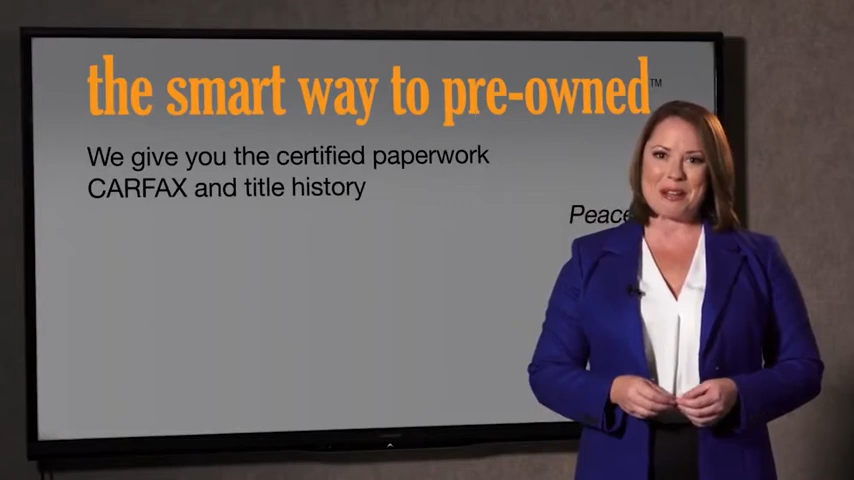 the smart way to pre-owned™
We give you the certified paperwork
CARFAX and title history
Peace